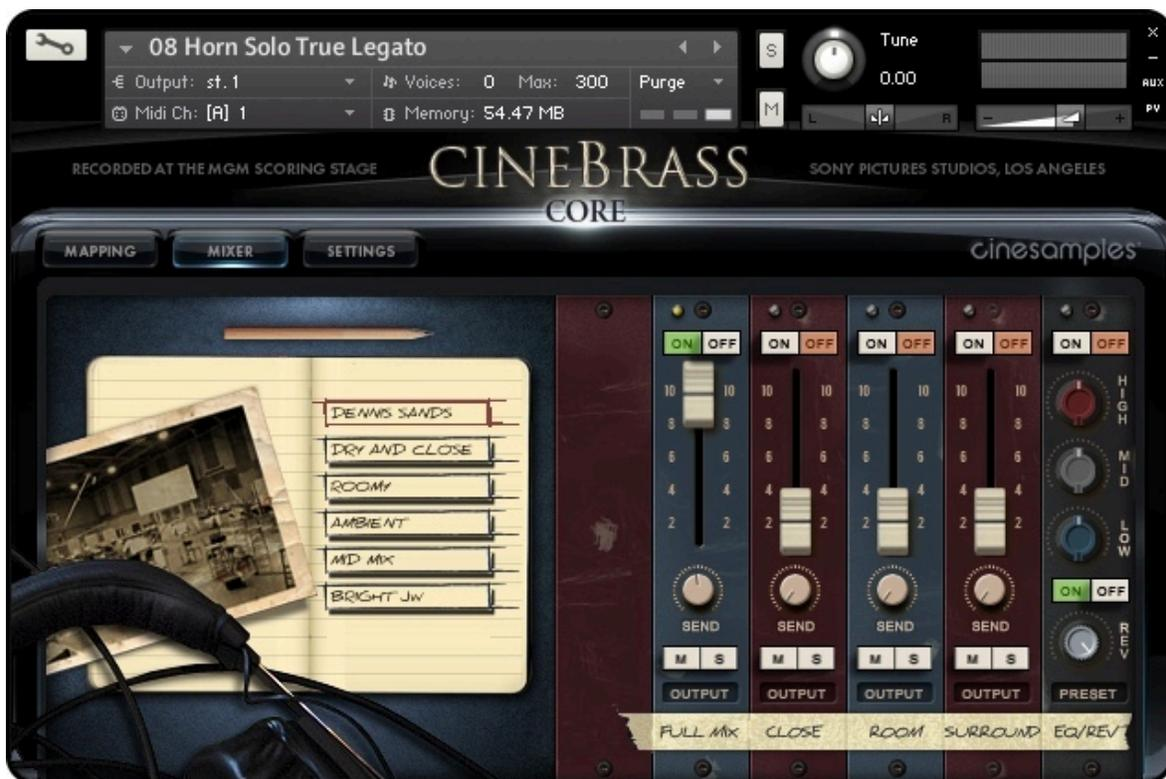 08 Horn Solo True Legato
S
Tune
Output: st.1
Voices: 0 Max: 300
Purge
0.00
AUX
PV
Midi Ch: [A] 1
Memory: 54.47 MB
M
L R
- +
RECORDED AT THE MGM SCORING STAGE
CINEBRASS
CORE
SONY PICTURES STUDIOS, LOS ANGELES
MAPPING
MIXER
SETTINGS
cinesamples
DENNIS SANDS
DRY AND CLOSE
ROOMY
AMBIENT
MID MIX
BRIGHT JW
ON OFF ON OFF ON OFF ON OFF ON OFF
10 10 10 10 10 10 10 10
8 8 8 8 8 8 8 8
6 6 6 6 6 6 6 6
4 4 4 4 4 4 4 4
2 2 2 2 2 2 2 2
HIGH
MID
LOW
ON OFF
REV
SEND SEND SEND SEND
M S M S M S M S
OUTPUT OUTPUT OUTPUT OUTPUT PRESET
FULL MIX CLOSE ROOM SURROUND EQ/REV